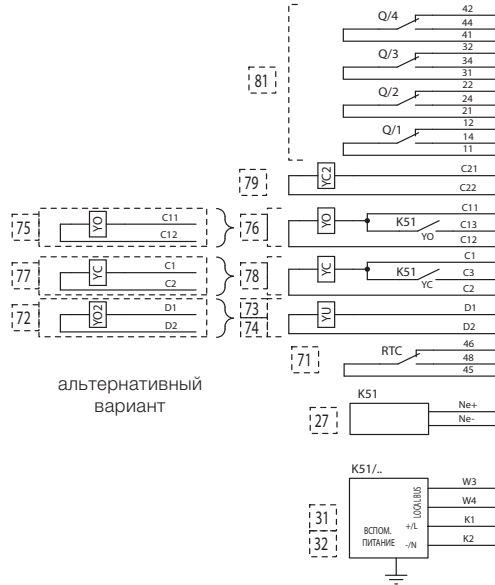 Q/4
42
44
41
Q/3
32
34
31
81
Q/2
22
24
21
Q/1
12
14
11
79
YC2
C21
C22
75
YO
C11
C12
76
YO
C11
K51
C13
YO
C12
77
YC
C1
C2
78
YC
C1
K51
C3
YC
C2
72
YO2
D1
D2
73
74
YU
D1
D2
71
RTC
46
48
45
альтернативный
вариант
27
K51
Ne+
Ne-
K51/..
31
32
LOCAL BUS
W3
W4
ВСПОМ.
ПИТАНИЕ
+/L
K1
-/N
K2